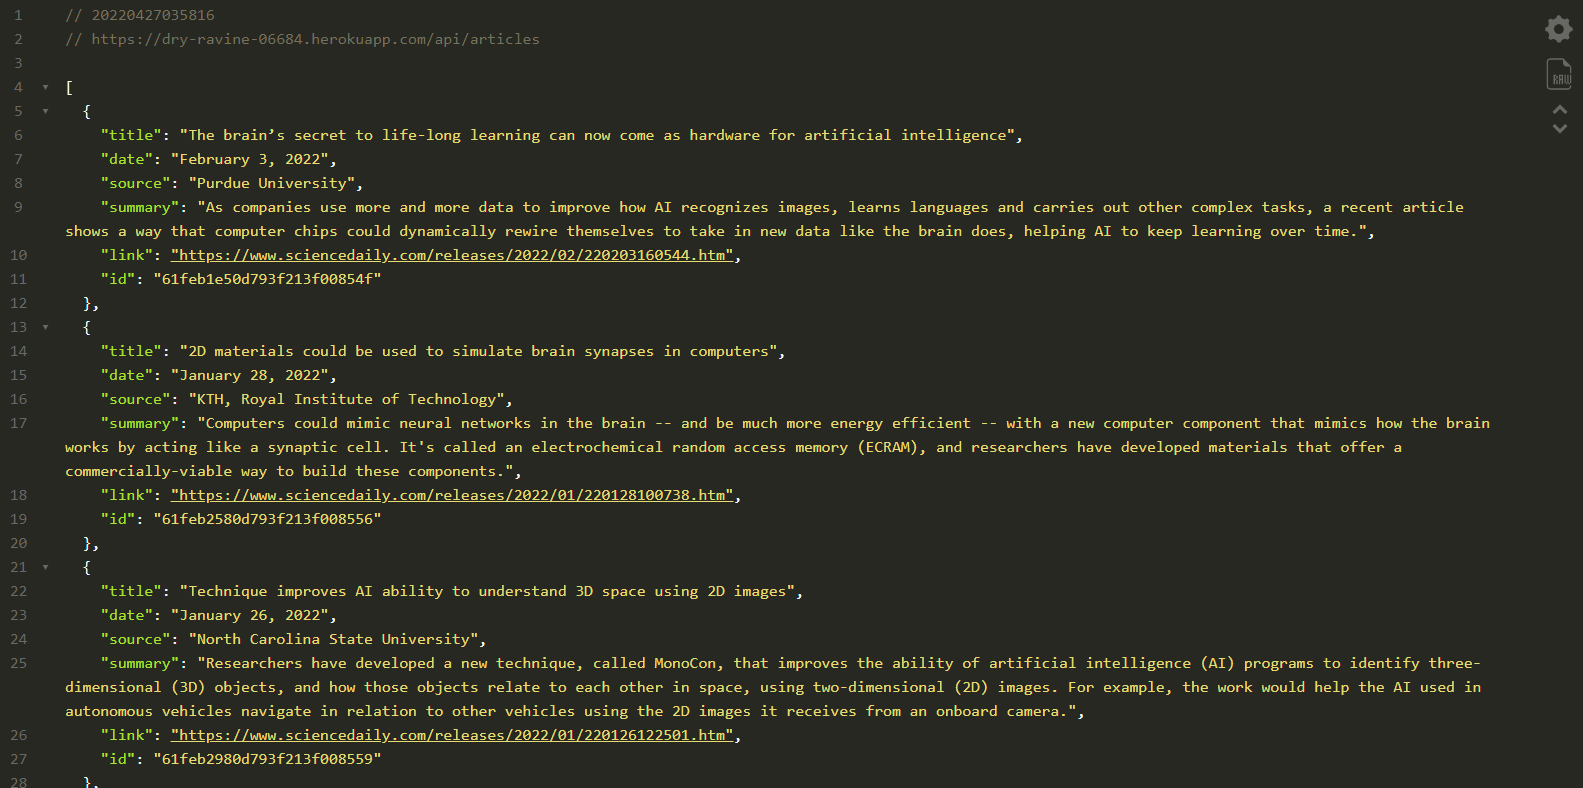 1 // 20220427035816
2 // https://dry-ravine-06684.herokuapp.com/api/articles
3
4 [
5 {
6 "title": "The brain’s secret to life-long learning can now come as hardware for artificial intelligence",
7 "date": "February 3, 2022",
8 "source": "Purdue University",
9 "summary": "As companies use more and more data to improve how AI recognizes images, learns languages and carries out other complex tasks, a recent article
shows a way that computer chips could dynamically rewire themselves to take in new data like the brain does, helping AI to keep learning over time.",
10 "link": "https://www.sciencedaily.com/releases/2022/02/220203160544.htm",
11 "id": "61feb1e50d793f213f00854f"
12 },
13 {
14 "title": "2D materials could be used to simulate brain synapses in computers",
15 "date": "January 28, 2022",
16 "source": "KTH, Royal Institute of Technology",
17 "summary": "Computers could mimic neural networks in the brain -- and be much more energy efficient -- with a new computer component that mimics how the brain
works by acting like a synaptic cell. It's called an electrochemical random access memory (ECRAM), and researchers have developed materials that offer a
commercially-viable way to build these components.",
18 "link": "https://www.sciencedaily.com/releases/2022/01/220128100738.htm",
19 "id": "61feb2580d793f213f008556"
20 },
21 {
22 "title": "Technique improves AI ability to understand 3D space using 2D images",
23 "date": "January 26, 2022",
24 "source": "North Carolina State University",
25 "summary": "Researchers have developed a new technique, called MonoCon, that improves the ability of artificial intelligence (AI) programs to identify three-
dimensional (3D) objects, and how those objects relate to each other in space, using two-dimensional (2D) images. For example, the work would help the AI used in
autonomous vehicles navigate in relation to other vehicles using the 2D images it receives from an onboard camera.",
26 "link": "https://www.sciencedaily.com/releases/2022/01/220126122501.htm",
27 "id": "61feb2980d793f213f008559"
28 },
RAW